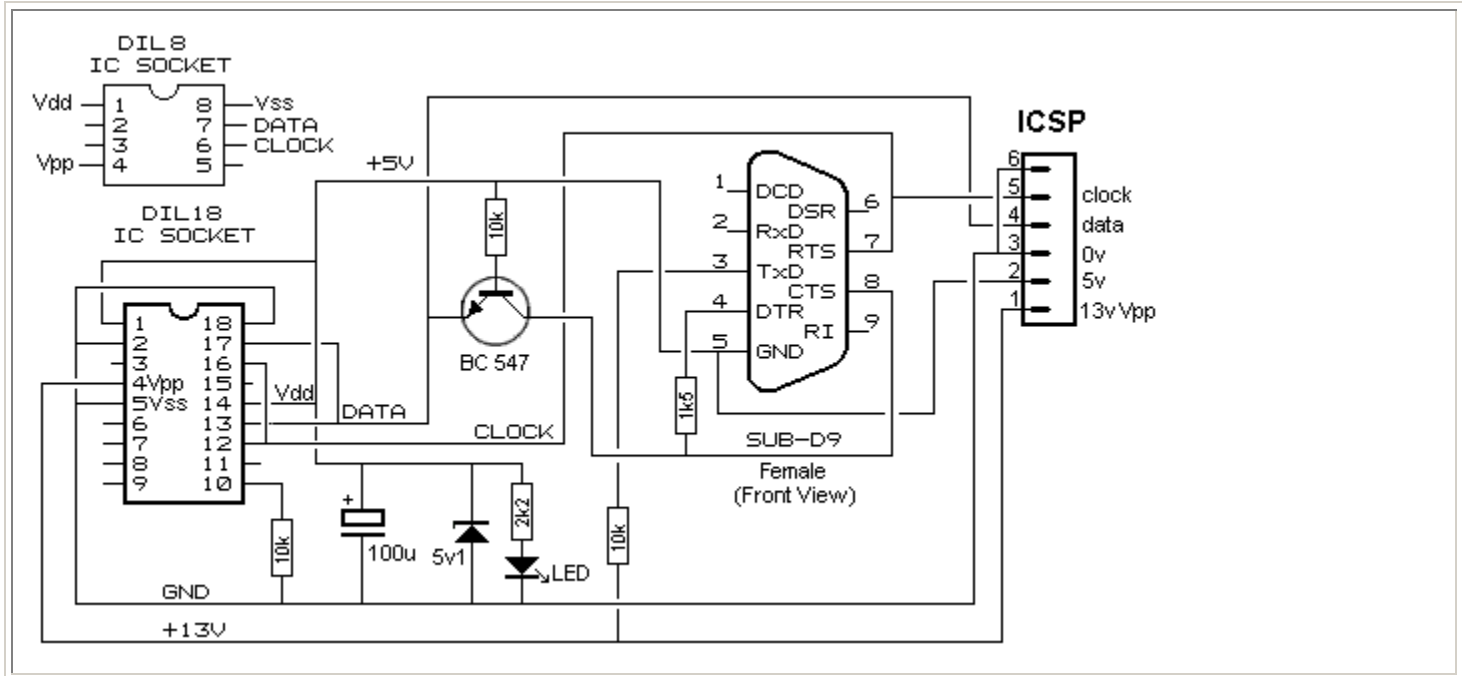 DIL8
IC SOCKET
Vdd 1 8 Vss
2 7 DATA
3 6 CLOCK
Vpp 4 5
DIL18
IC SOCKET
1 18
2 17
3 16
4Vpp 15
5Vss 14
6 13
7 12
8 11
9 10
Vdd
DATA
CLOCK
+5V
10k
BC 547
10k
+
100u
5v1
2k2
LED
10k
GND
+13V
1 DCD
DSR 6
2 RxD
RTS 7
3 TxD
CTS 8
4 DTR
RI 9
5 GND
1k5
SUB-D9
Female
(Front View)
ICSP
6
5 clock
4 data
3 0v
2 5v
1 13v Vpp